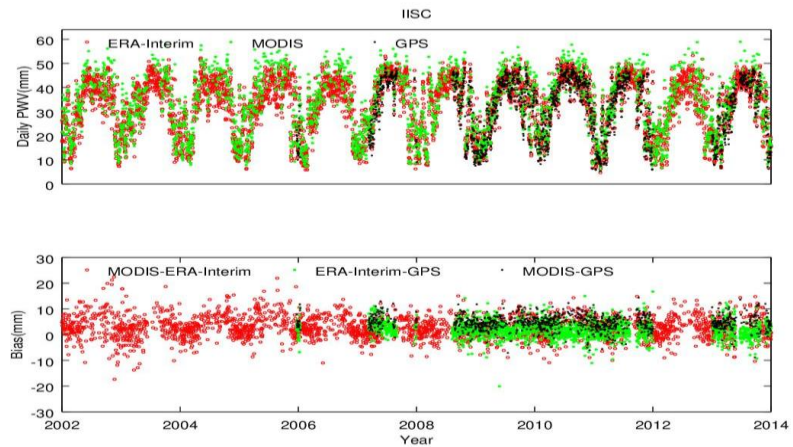 IISC
ERA-Interim MODIS GPS
60
50
40
30
20
10
0
Daily PWV(mm)
30
20
10
0
-10
-20
-30
Bias(mm)
MODIS-ERA-Interim ERA-Interim-GPS MODIS-GPS
2002 2004 2006 2008 2010 2012 2014
Year